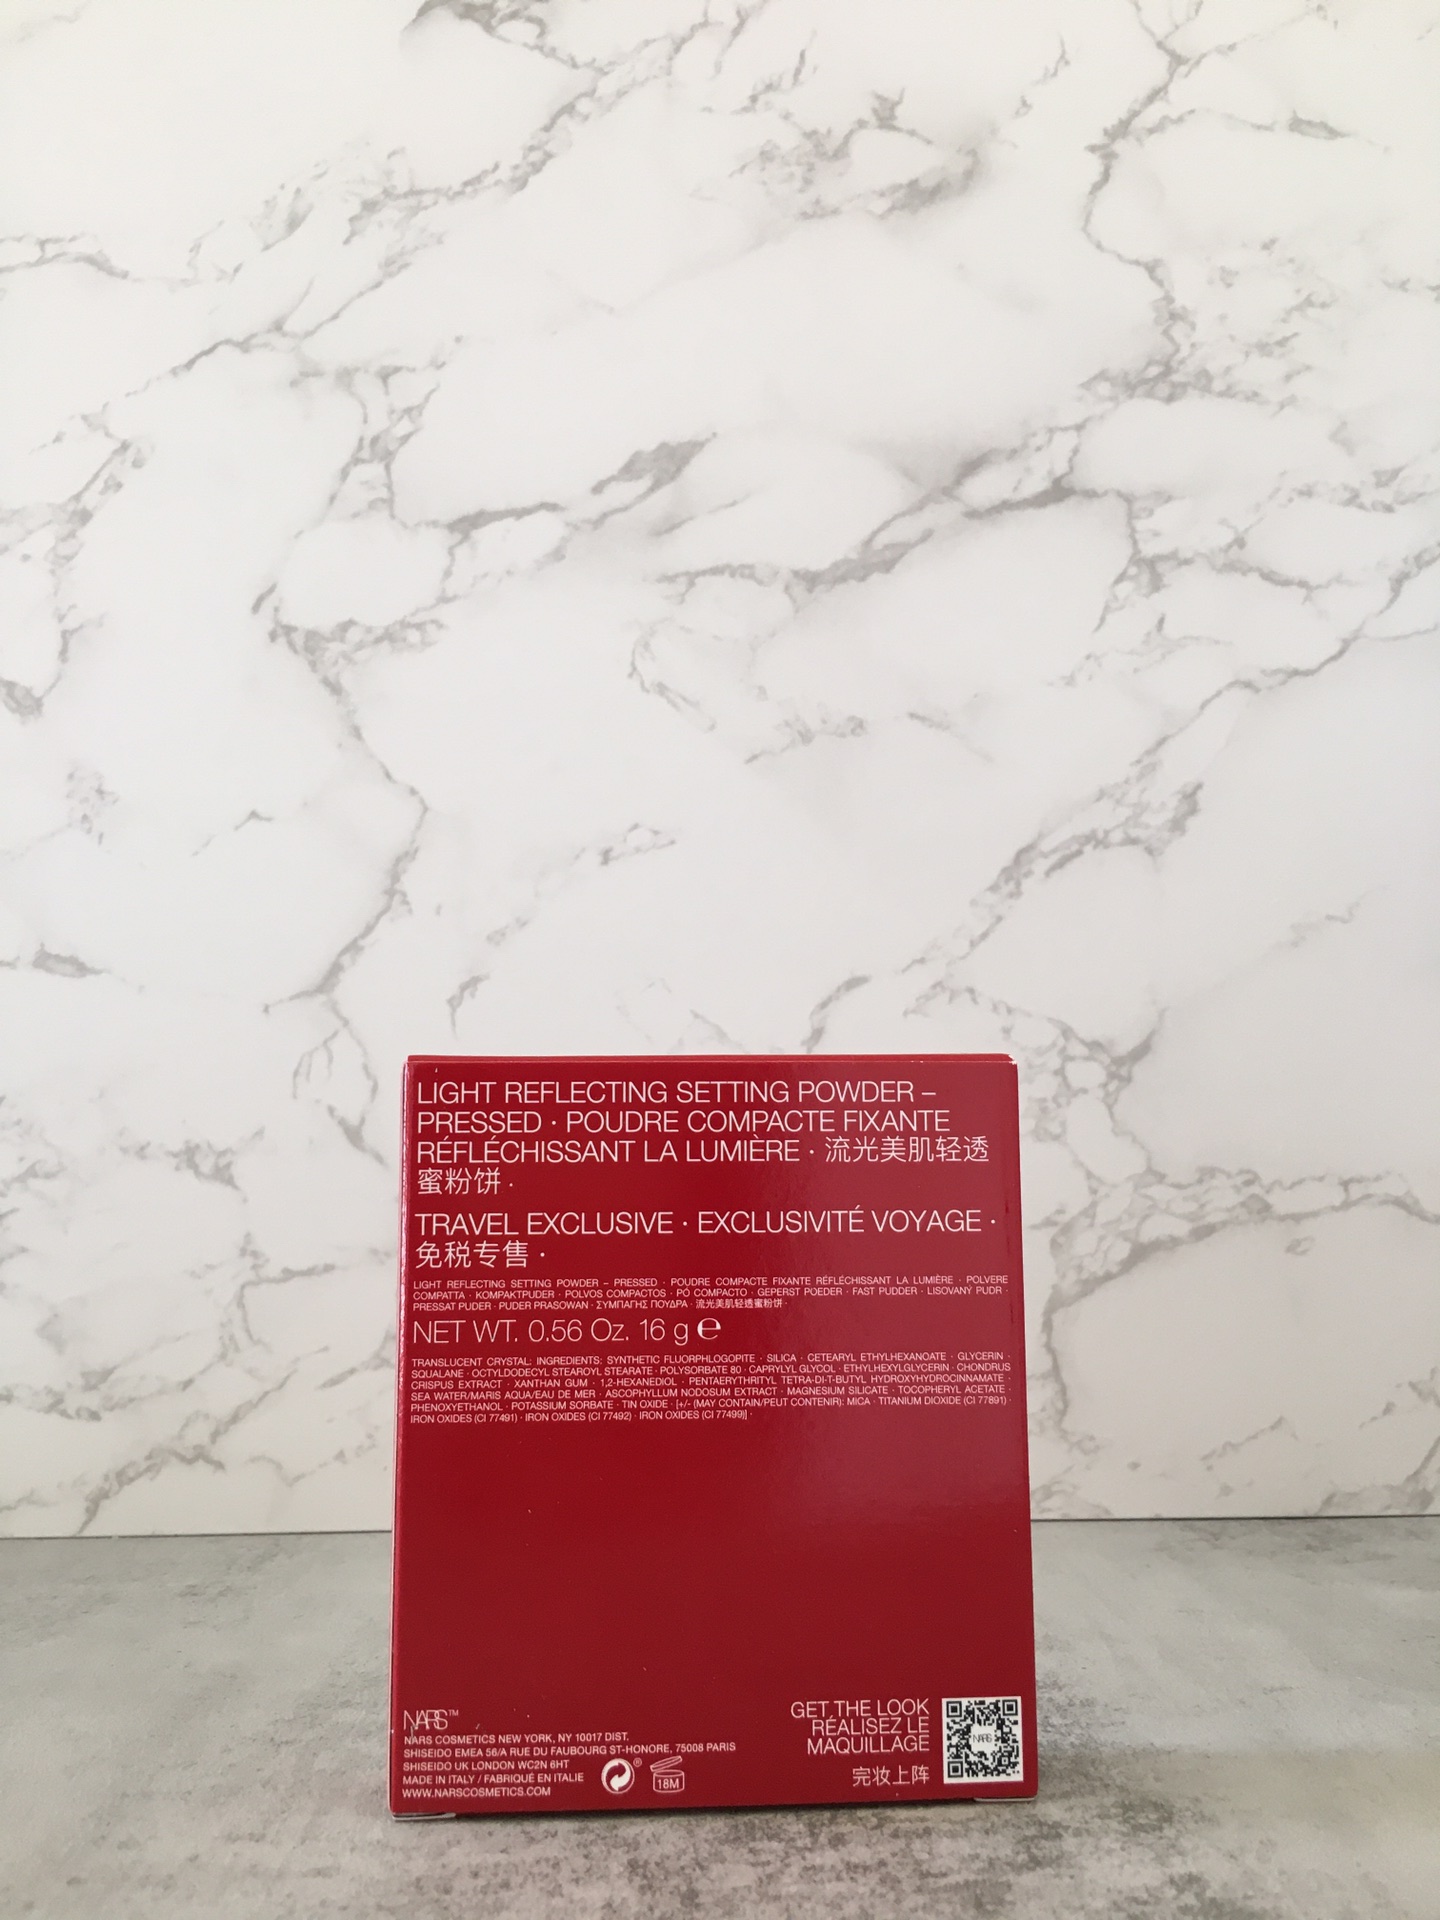 LIGHT REFLECTING SETTING POWDER –
PRESSED · POUDRE COMPACTE FIXANTE
RÉFLÉCHISSANT LA LUMIÈRE · 流光美肌轻透
蜜粉饼 ·
TRAVEL EXCLUSIVE · EXCLUSIVITÉ VOYAGE ·
免税专售 ·
LIGHT REFLECTING SETTING POWDER – PRESSED · POUDRE COMPACTE FIXANTE RÉFLÉCHISSANT LA LUMIÈRE · POLVERE
COMPATTA · KOMPAKTPUDER · POLVOS COMPACTOS · PÓ COMPACTO · GEPERST POEDER · FAST PUDDER · LISOVANÝ PUDR ·
PRESSAT PUDER · PUDER PRASOWAN · ΣΥΜΠΑΓΗΣ ΠΟΥΔΡΑ · 流光美肌轻透蜜粉饼 ·
NET WT. 0.56 Oz. 16 g ℮
TRANSLUCENT CRYSTAL: INGREDIENTS: SYNTHETIC FLUORPHLOGOPITE · SILICA · CETEARYL ETHYLHEXANOATE · GLYCERIN ·
SQUALANE · OCTYLDODECYL STEAROYL STEARATE · POLYSORBATE 80 · CAPRYLYL GLYCOL · ETHYLHEXYLGLYCERIN · CHONDRUS
CRISPUS EXTRACT · XANTHAN GUM · 1,2-HEXANEDIOL · PENTAERYTHRITYL TETRA-DI-T-BUTYL HYDROXYHYDROCINNAMATE ·
SEA WATER/MARIS AQUA/EAU DE MER · ASCOPHYLLUM NODOSUM EXTRACT · MAGNESIUM SILICATE · TOCOPHERYL ACETATE ·
PHENOXYETHANOL · POTASSIUM SORBATE · TIN OXIDE · [+/- (MAY CONTAIN/PEUT CONTENIR): MICA · TITANIUM DIOXIDE (CI 77891) ·
IRON OXIDES (CI 77491) · IRON OXIDES (CI 77492) · IRON OXIDES (CI 77499)] ·
NARS™
NARS COSMETICS NEW YORK, NY 10017 DIST.
SHISEIDO EMEA 56/A RUE DU FAUBOURG ST-HONORE, 75008 PARIS
SHISEIDO UK LONDON WC2N 6HT
MADE IN ITALY / FABRIQUÉ EN ITALIE
WWW.NARSCOSMETICS.COM
®
18M
GET THE LOOK
RÉALISEZ LE
MAQUILLAGE
完妆上阵
NARS